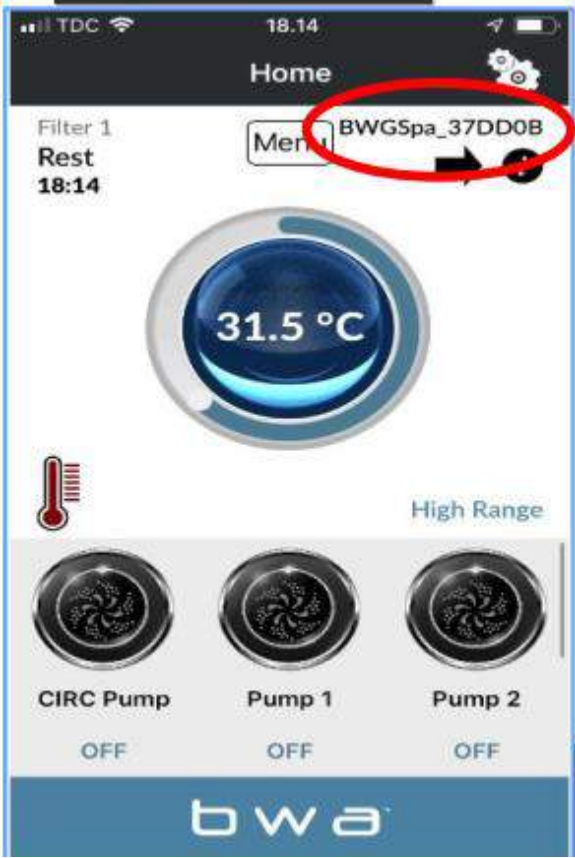 TDC 18.14
Home
Filter 1
Rest
18:14
Menu
BWGSpa_37DD0B
31.5 °C
High Range
CIRC Pump Pump 1 Pump 2
OFF OFF OFF
bwa